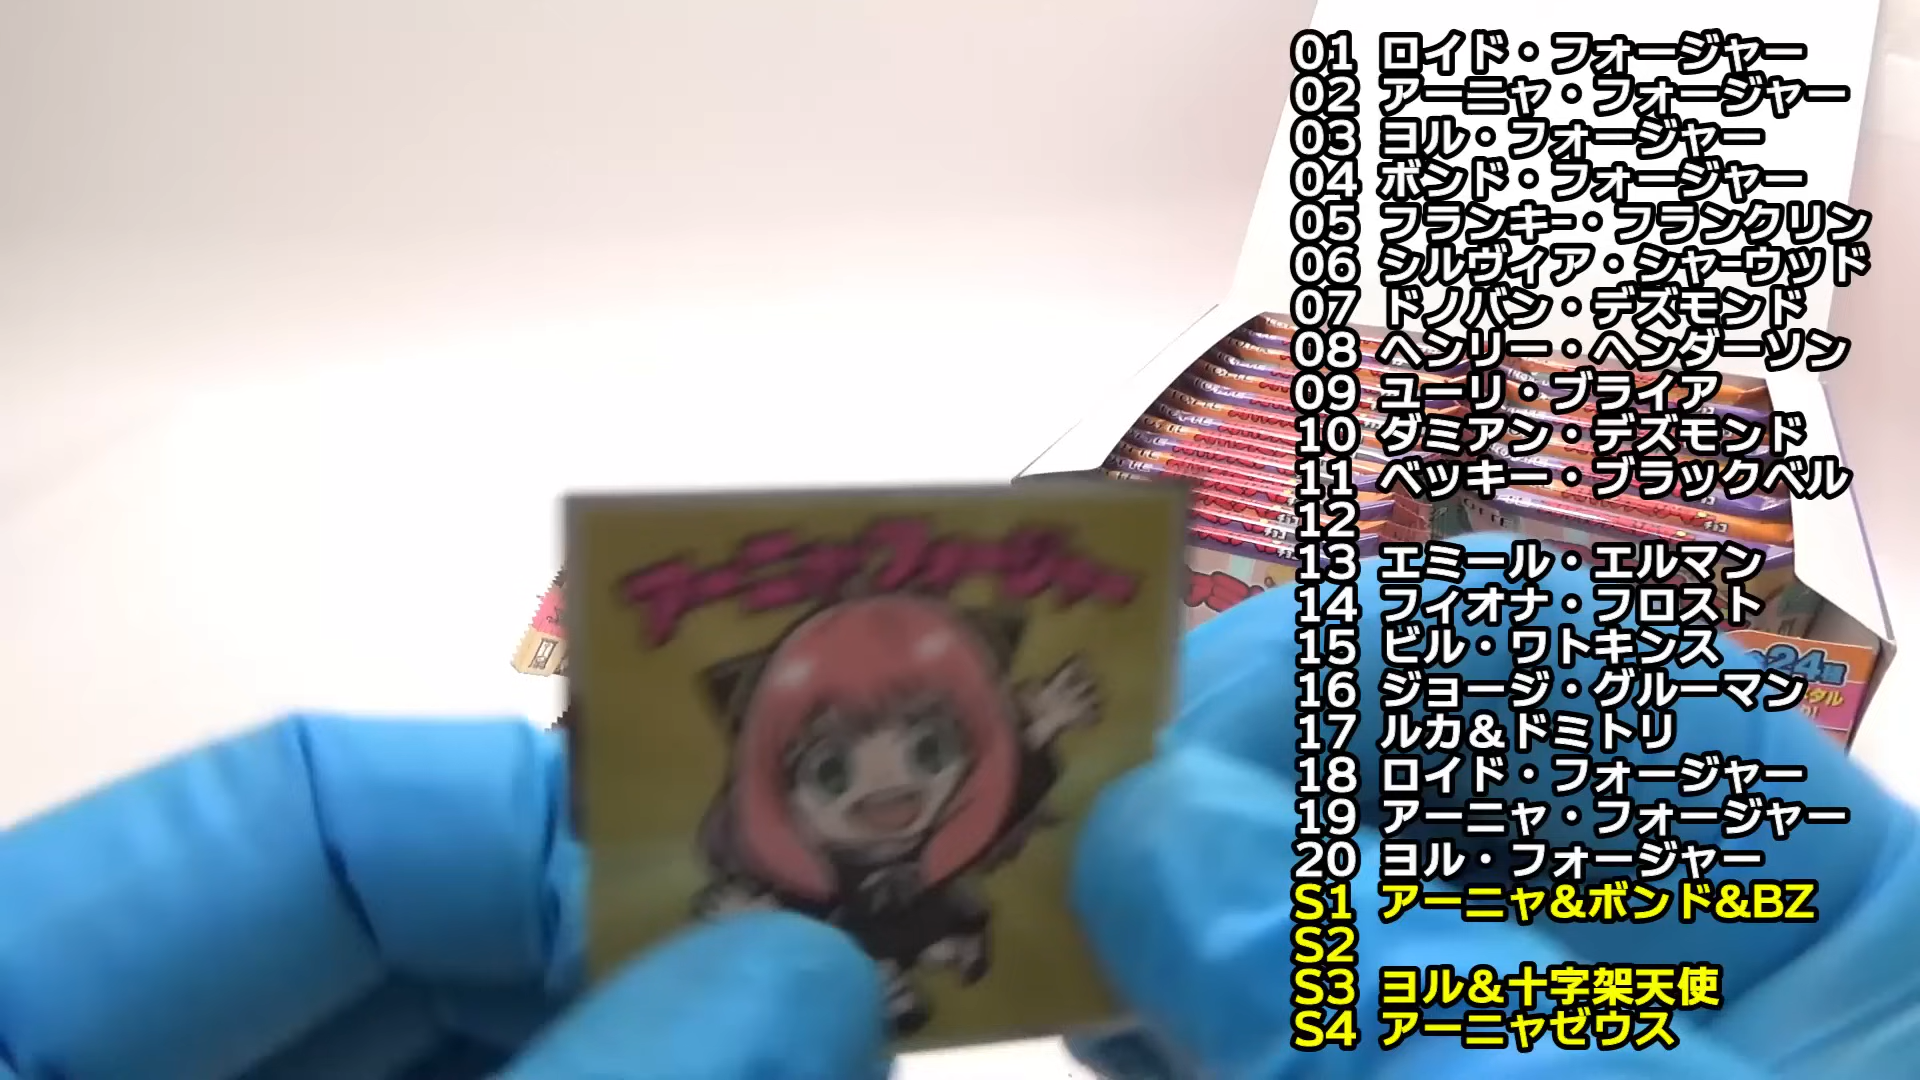 01 ロイド・フォージャー
02 アーニャ・フォージャー
03 ヨル・フォージャー
04 ボンド・フォージャー
05 フランキー・フランクリン
06 シルヴィア・シャーウッド
07 ドノバン・デズモンド
08 ヘンリー・ヘンダーソン
09 ユーリ・ブライア
10 ダミアン・デズモンド
11 ベッキー・ブラックベル
12
13 エミール・エルマン
14 フィオナ・フロスト
15 ビル・ワトキンス
16 ジョージ・グルーマン
17 ルカ&ドミトリ
18 ロイド・フォージャー
19 アーニャ・フォージャー
20 ヨル・フォージャー
S1 アーニャ&ボンド&BZ
S2
S3 ヨル&十字架天使
S4 アーニャゼウス
アーニャ・フォージャー
24